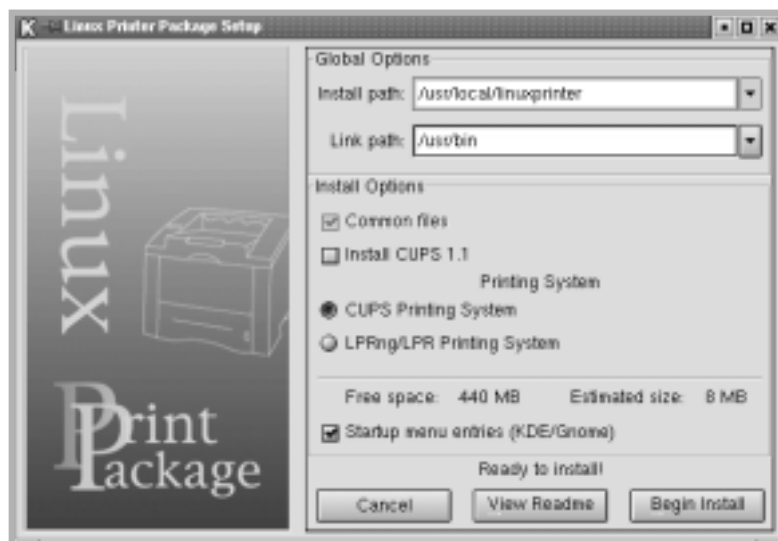 Linux Printer Package Setup
Linux
Print
Package
Global Options
Install path: /usr/local/linuxprinter
Link path: /usr/bin
Install Options
Common files
Install CUPS 1.1
Printing System
CUPS Printing System
LPRng/LPR Printing System
Free space: 440 MB Estimated size: 8 MB
Startup menu entries (KDE/Gnome)
Ready to install!
Cancel View Readme Begin Install